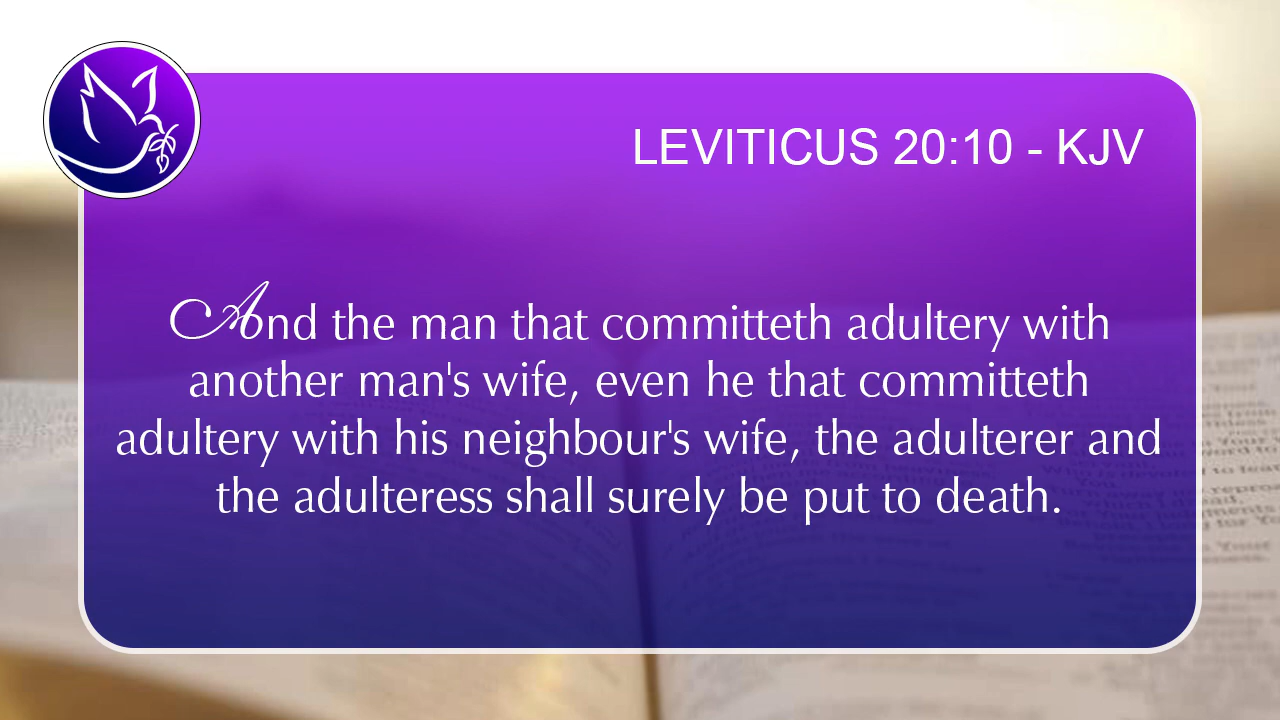 LEVITICUS 20:10 - KJV
And the man that committeth adultery with
another man's wife, even he that committeth
adultery with his neighbour's wife, the adulterer and
the adulteress shall surely be put to death.